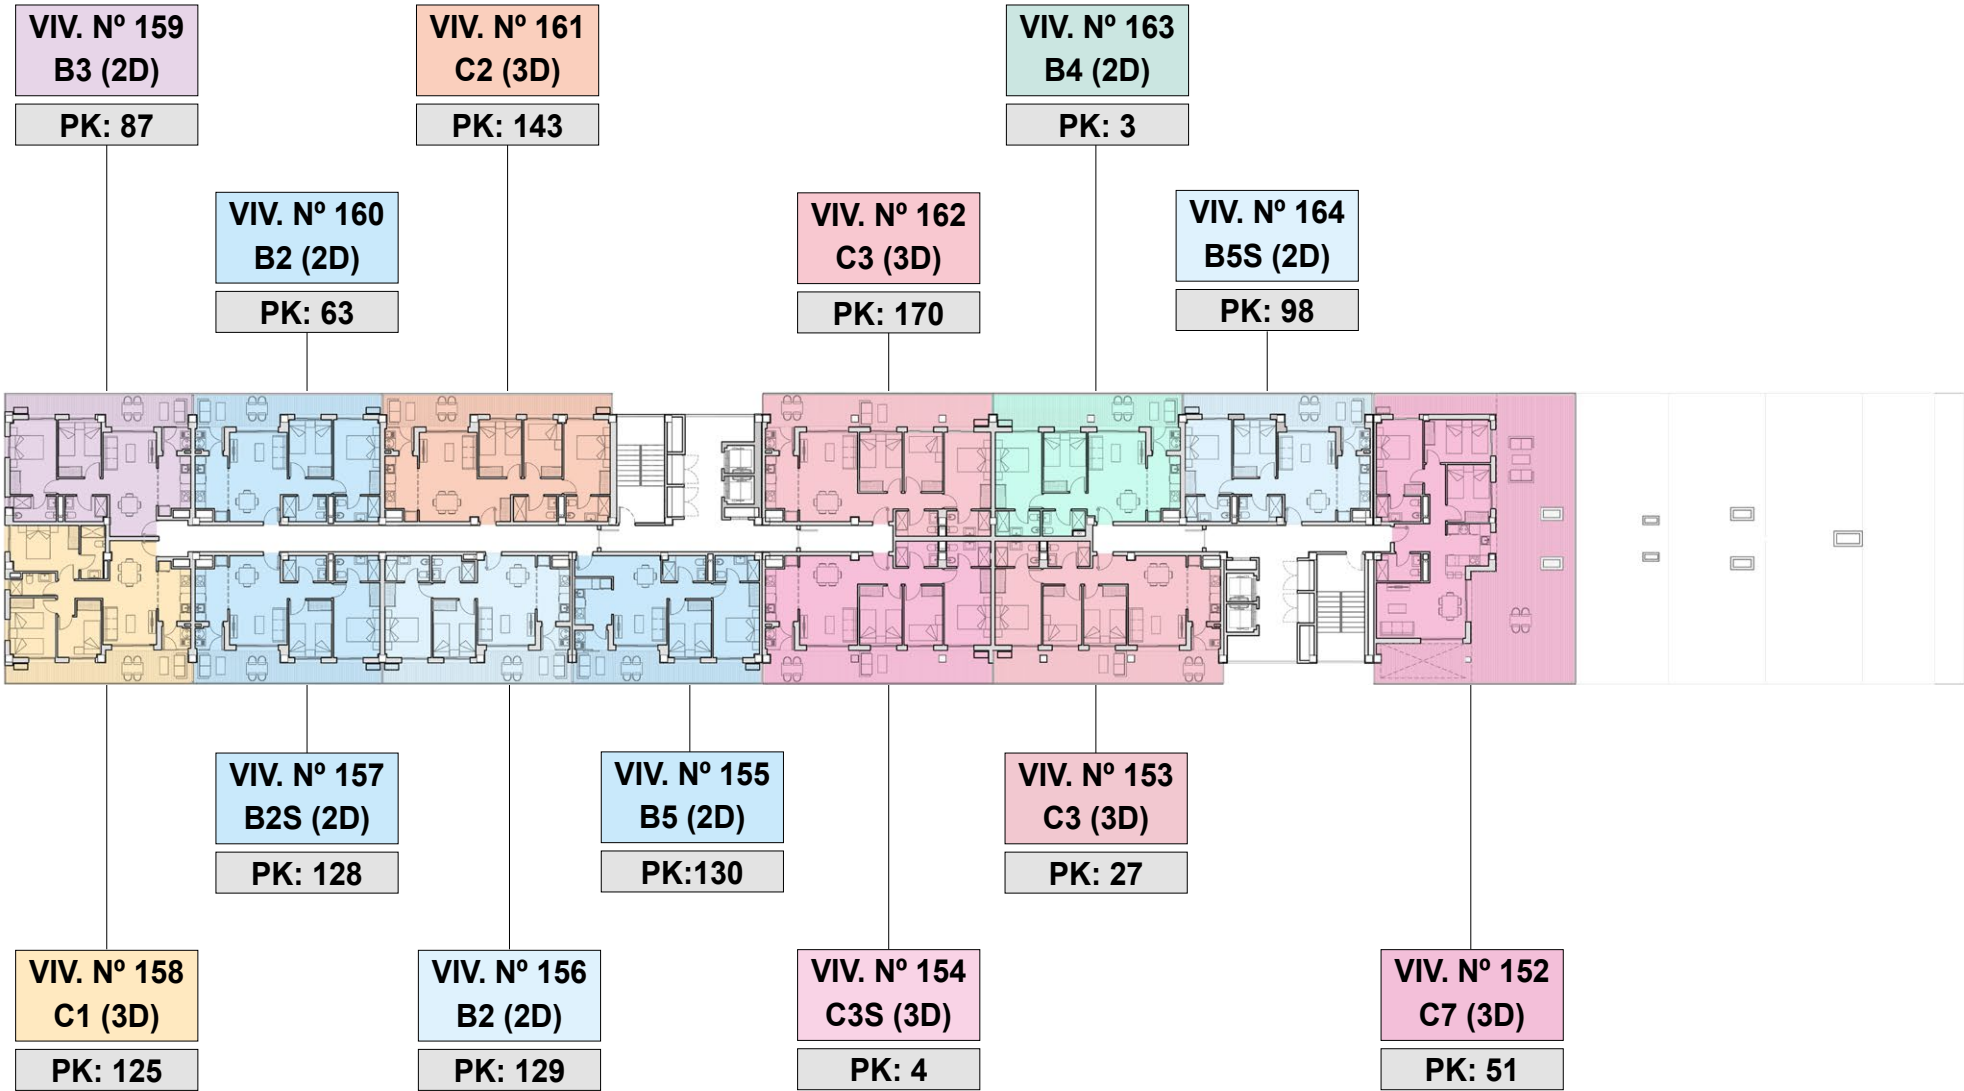 VIV. Nº 159
B3 (2D)
PK: 87
VIV. Nº 161
C2 (3D)
PK: 143
VIV. Nº 163
B4 (2D)
PK: 3
VIV. Nº 160
B2 (2D)
PK: 63
VIV. Nº 162
C3 (3D)
PK: 170
VIV. Nº 164
B5S (2D)
PK: 98
VIV. Nº 157
B2S (2D)
PK: 128
VIV. Nº 155
B5 (2D)
PK:130
VIV. Nº 153
C3 (3D)
PK: 27
VIV. Nº 158
C1 (3D)
PK: 125
VIV. Nº 156
B2 (2D)
PK: 129
VIV. Nº 154
C3S (3D)
PK: 4
VIV. Nº 152
C7 (3D)
PK: 51